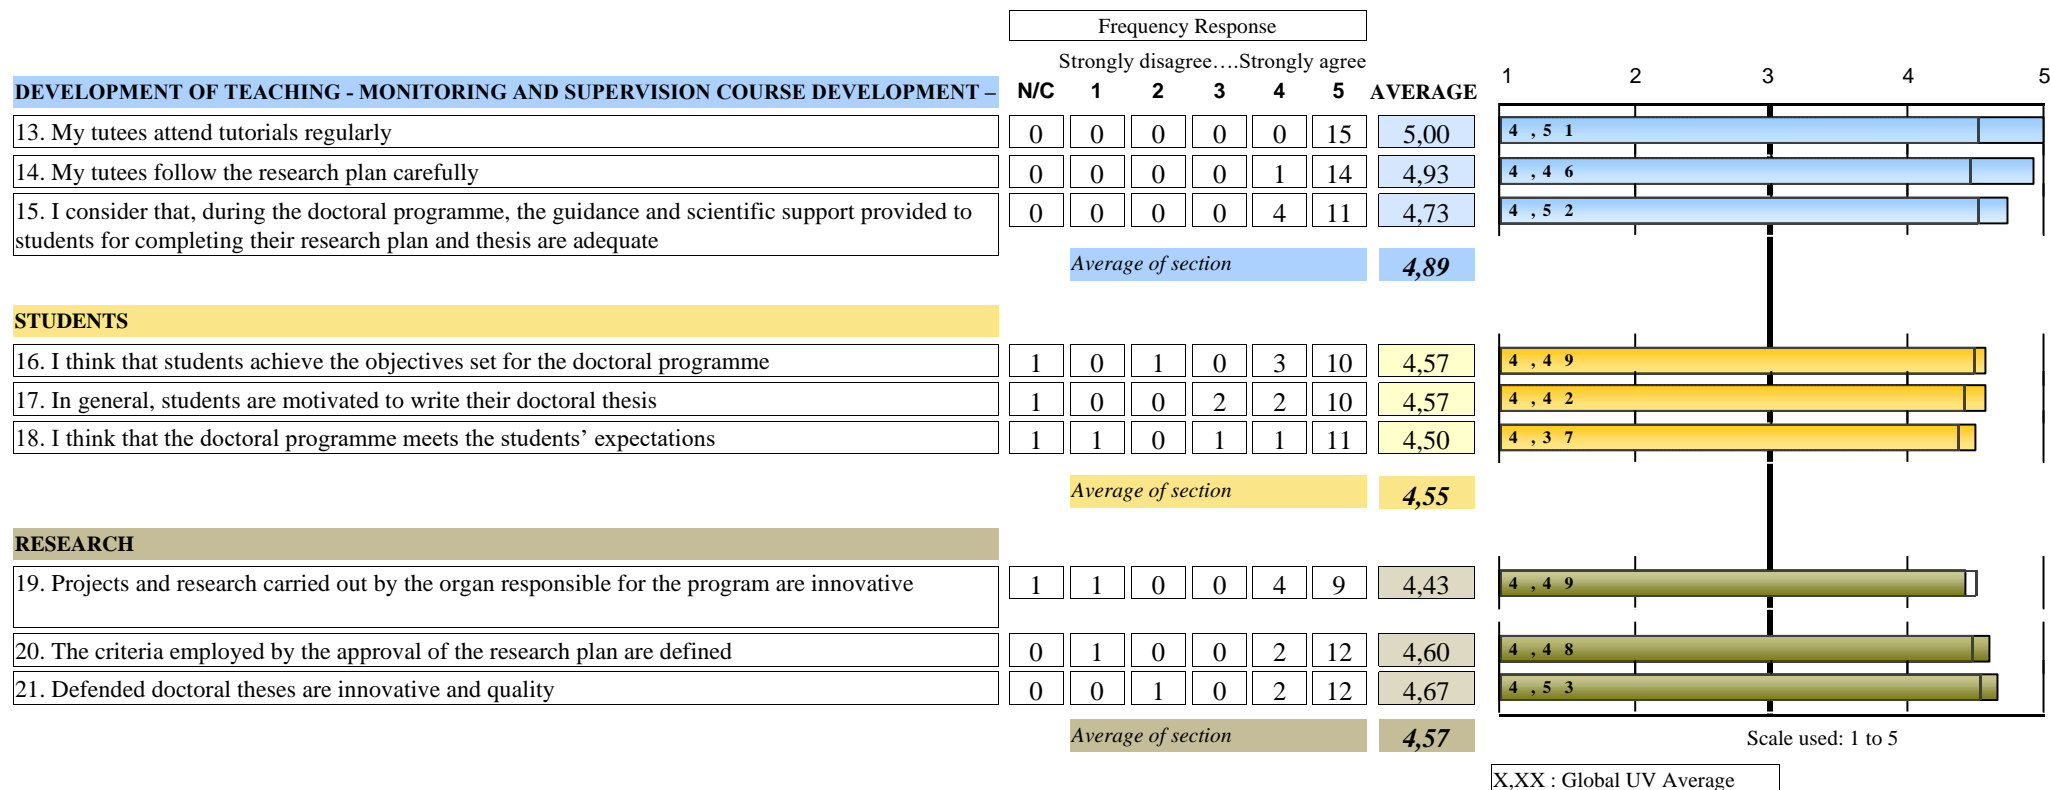 Frequency Response
Strongly disagree….Strongly agree
DEVELOPMENT OF TEACHING - MONITORING AND SUPERVISION COURSE DEVELOPMENT – N/C 1 2 3 4 5 AVERAGE 1 2 3 4 5
13. My tutees attend tutorials regularly 0 0 0 0 0 15 5,00 4,51
14. My tutees follow the research plan carefully 0 0 0 0 1 14 4,93 4,46
15. I consider that, during the doctoral programme, the guidance and scientific support provided to 0 0 0 0 4 11 4,73 4,52
students for completing their research plan and thesis are adequate
Average of section 4,89
STUDENTS
16. I think that students achieve the objectives set for the doctoral programme 1 0 1 0 3 10 4,57 4,49
17. In general, students are motivated to write their doctoral thesis 1 0 0 2 2 10 4,57 4,42
18. I think that the doctoral programme meets the students’ expectations 1 1 0 1 1 11 4,50 4,37
Average of section 4,55
RESEARCH
19. Projects and research carried out by the organ responsible for the program are innovative 1 1 0 0 4 9 4,43 4,49
20. The criteria employed by the approval of the research plan are defined 0 1 0 0 2 12 4,60 4,48
21. Defended doctoral theses are innovative and quality 0 0 1 0 2 12 4,67 4,53
Average of section 4,57
Scale used: 1 to 5
X,XX : Global UV Average